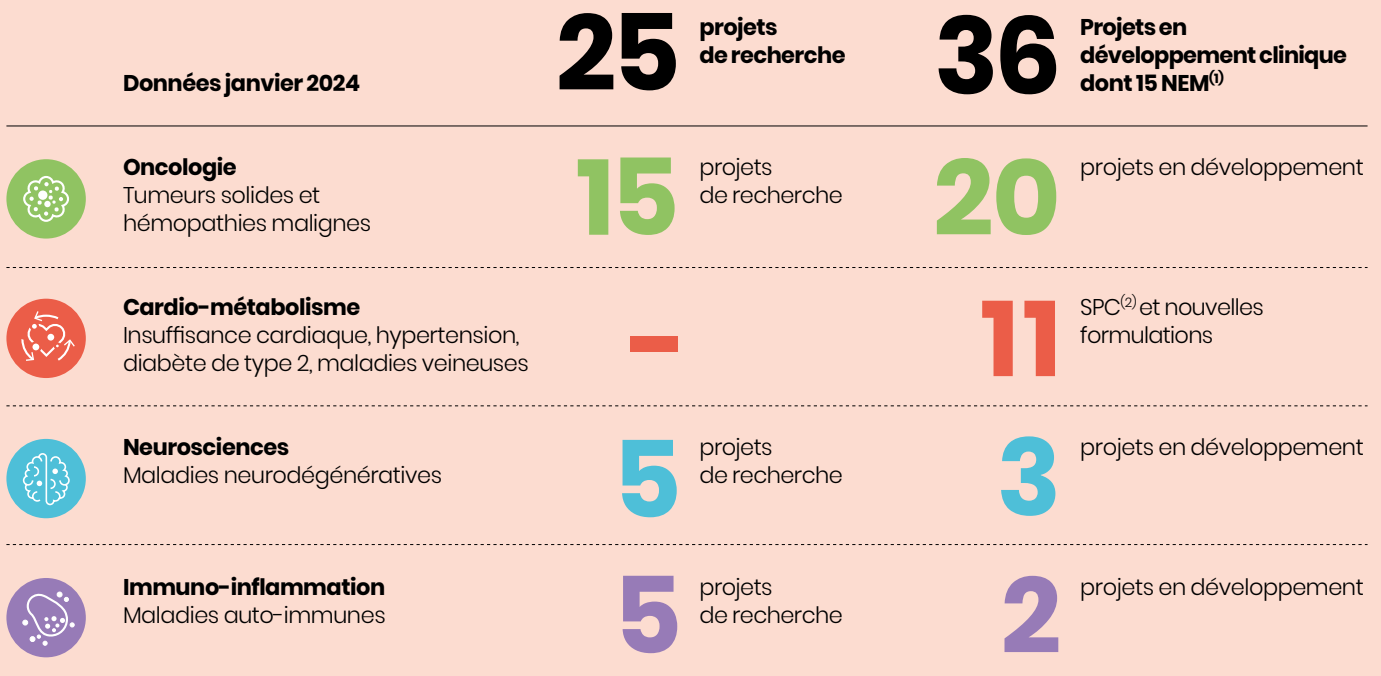 Données janvier 2024
25
projets
de recherche
36
Projets en
développement clinique
dont 15 NEM(1)
Oncologie
Tumeurs solides et
hémopathies malignes
15
projets
de recherche
20
projets en développement
Cardio-métabolisme
Insuffisance cardiaque, hypertension,
diabète de type 2, maladies veineuses
–
11
SPC(2) et nouvelles
formulations
Neurosciences
Maladies neurodégénératives
5
projets
de recherche
3
projets en développement
Immuno-inflammation
Maladies auto-immunes
5
projets
de recherche
2
projets en développement